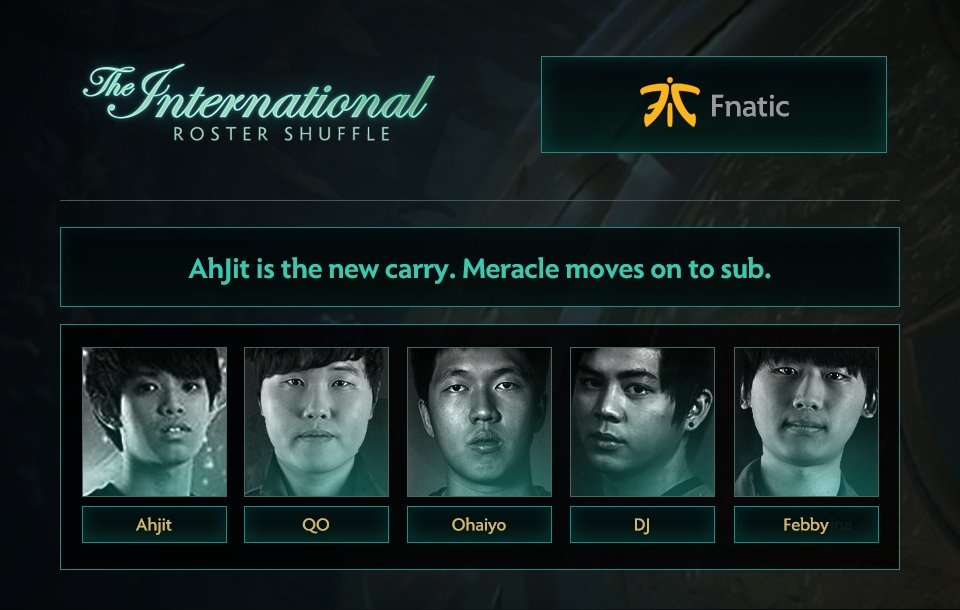 The International
ROSTER SHUFFLE
Fnatic
AhJit is the new carry. Meracle moves on to sub.
Ahjit
QO
Ohaiyo
DJ
Febby